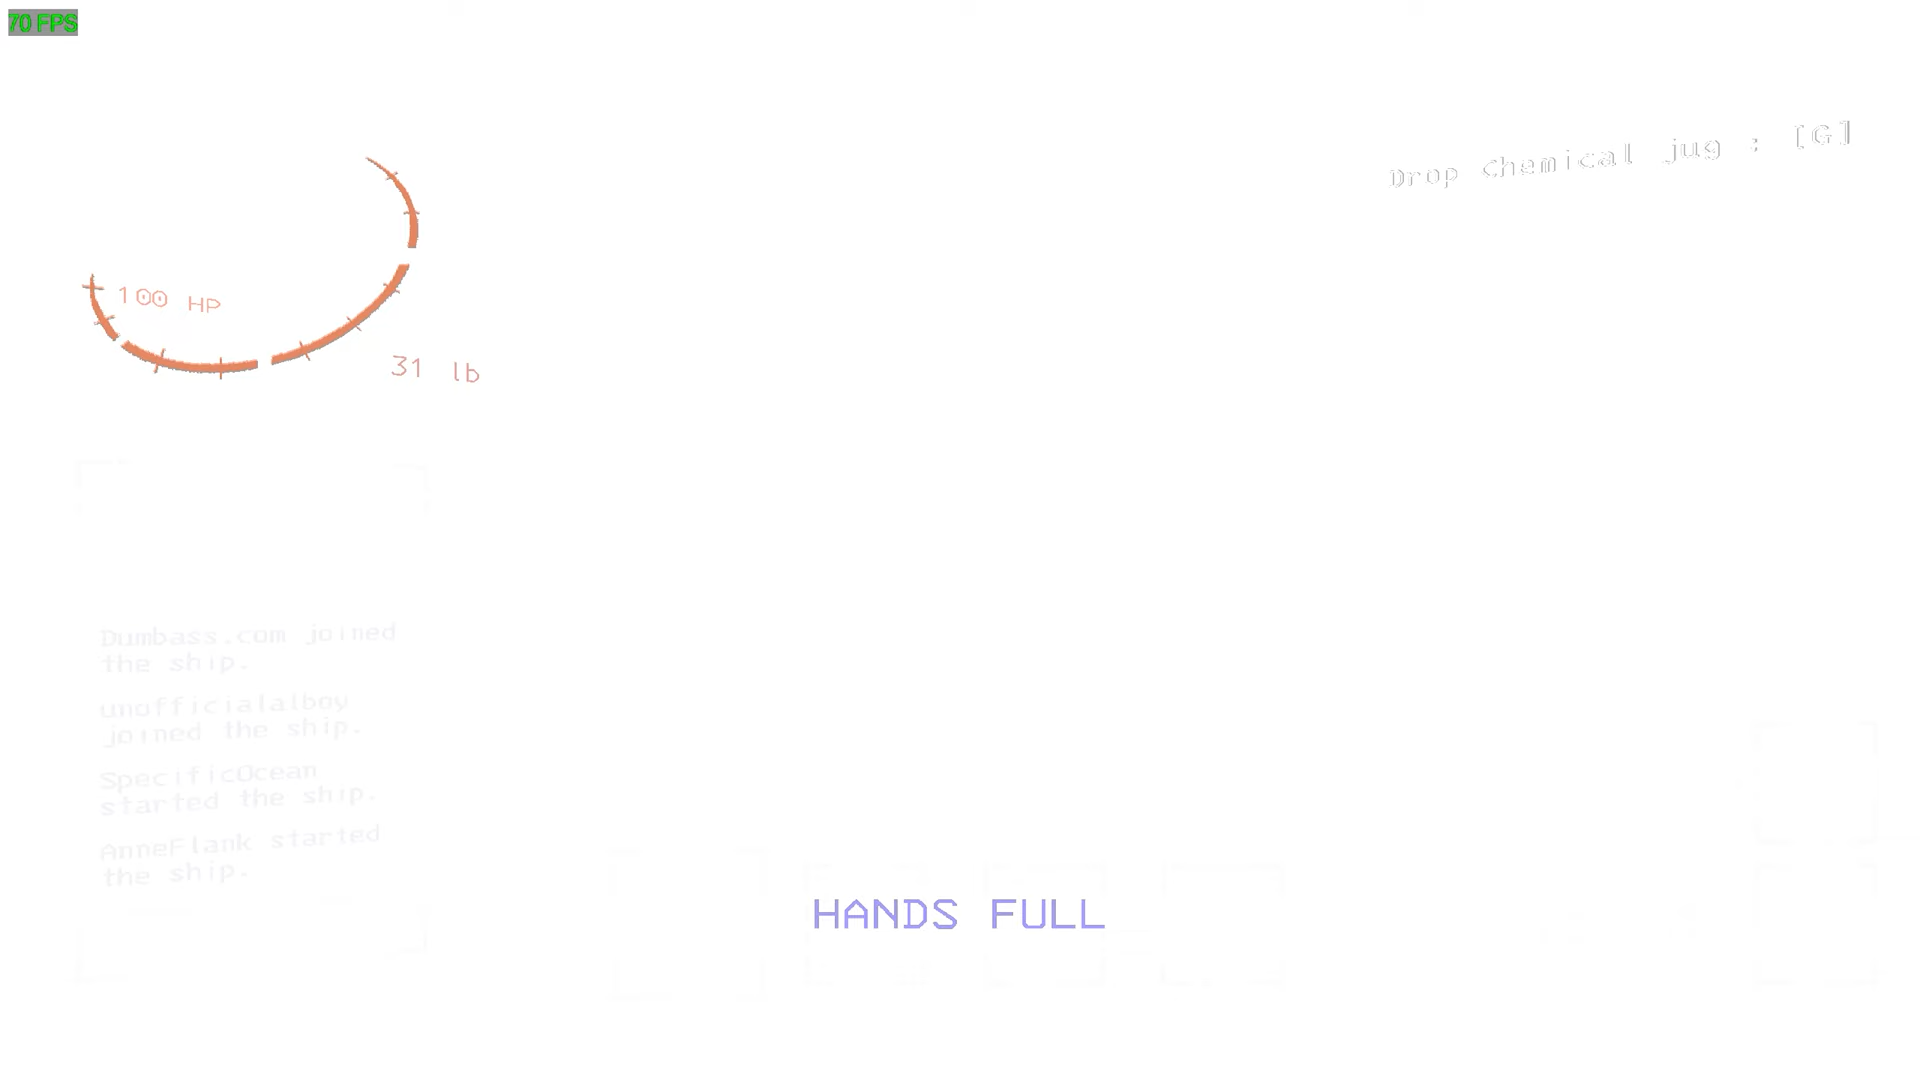 70 FPS
Drop Chemical jug : [G]
100 HP
31 lb
Dumbass.com joined
the ship.
unofficialalboy
joined the ship.
SpecificOcean
started the ship.
AnneFlank started
the ship.
HANDS FULL